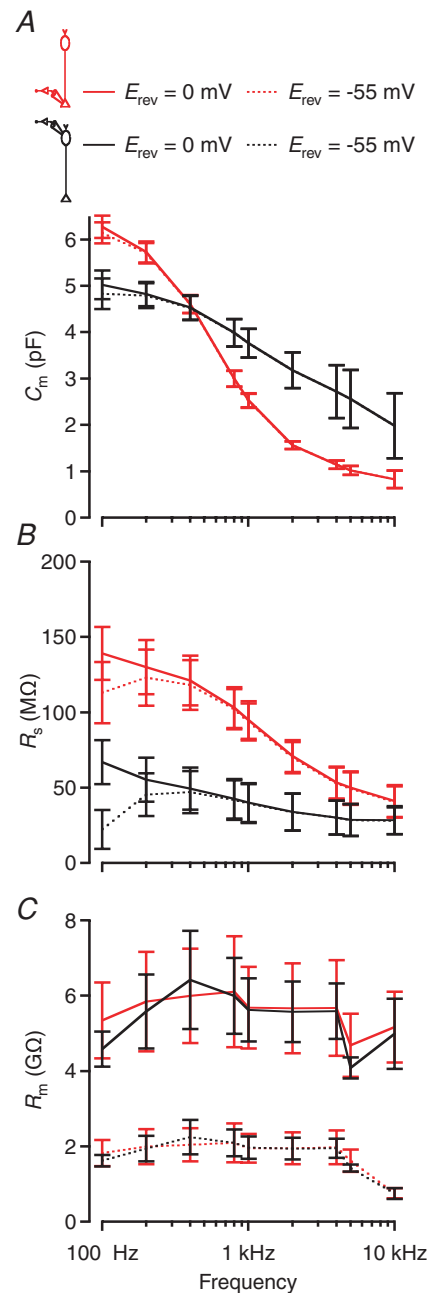 A
E_rev = 0 mV E_rev = -55 mV
E_rev = 0 mV E_rev = -55 mV
6
5
4
3
2
1
0
C_m (pF)
B
200
150
100
50
0
R_s (MΩ)
C
8
6
4
2
0
R_m (GΩ)
100 Hz 1 kHz 10 kHz
Frequency